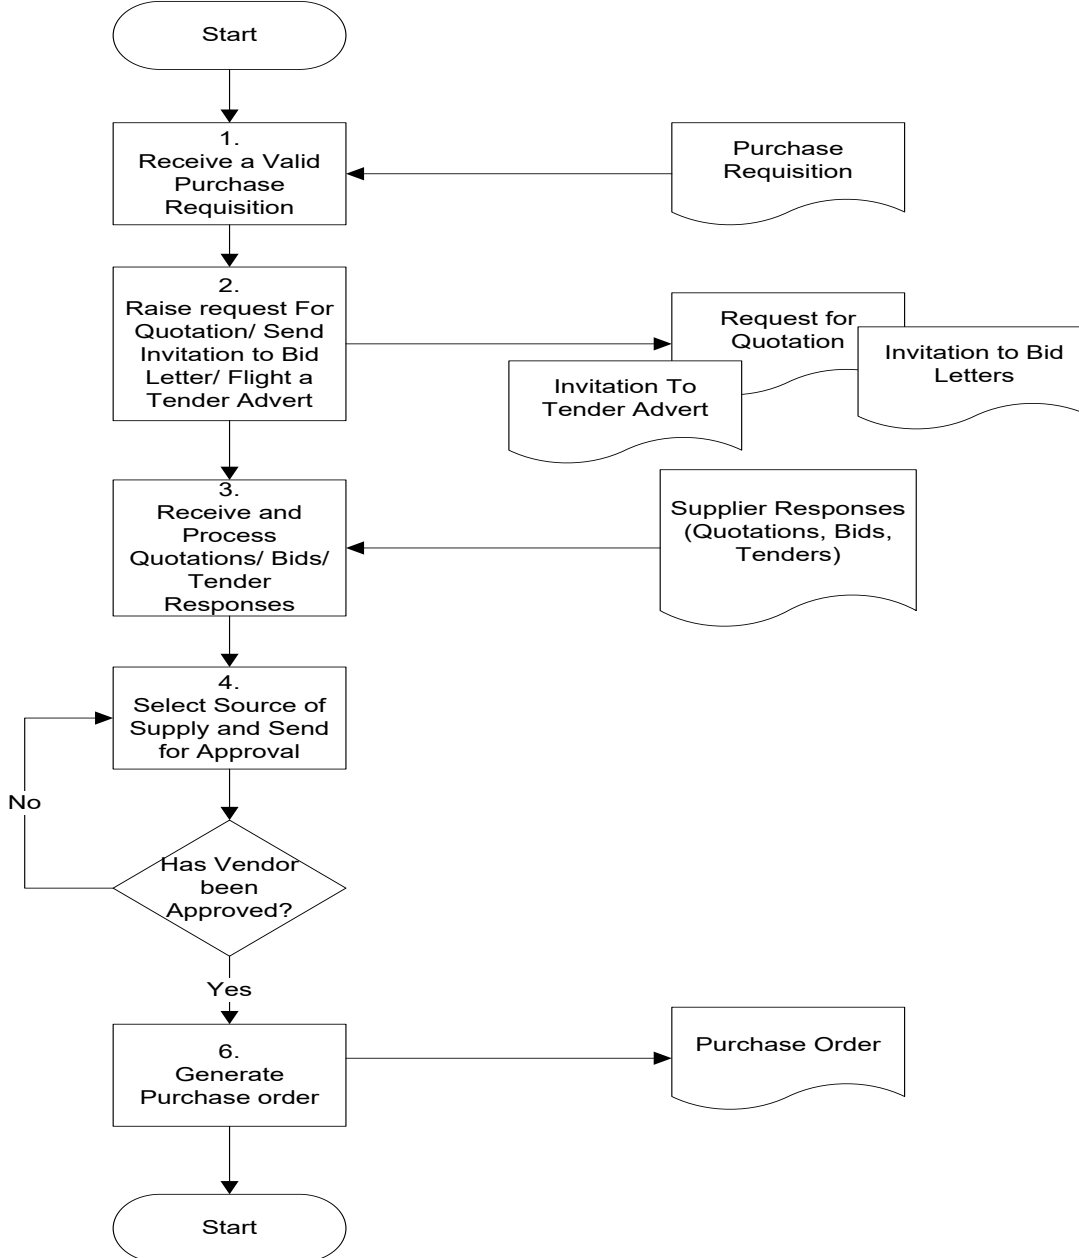 Start
1.
Receive a Valid
Purchase
Requisition
Purchase
Requisition
2.
Raise request For
Quotation/ Send
Invitation to Bid
Letter/ Flight a
Tender Advert
Request for
Quotation
Invitation to Bid
Letters
Invitation To
Tender Advert
3.
Receive and
Process
Quotations/ Bids/
Tender
Responses
Supplier Responses
(Quotations, Bids,
Tenders)
4.
Select Source of
Supply and Send
for Approval
No
Has Vendor
been
Approved?
Yes
6.
Generate
Purchase order
Purchase Order
Start